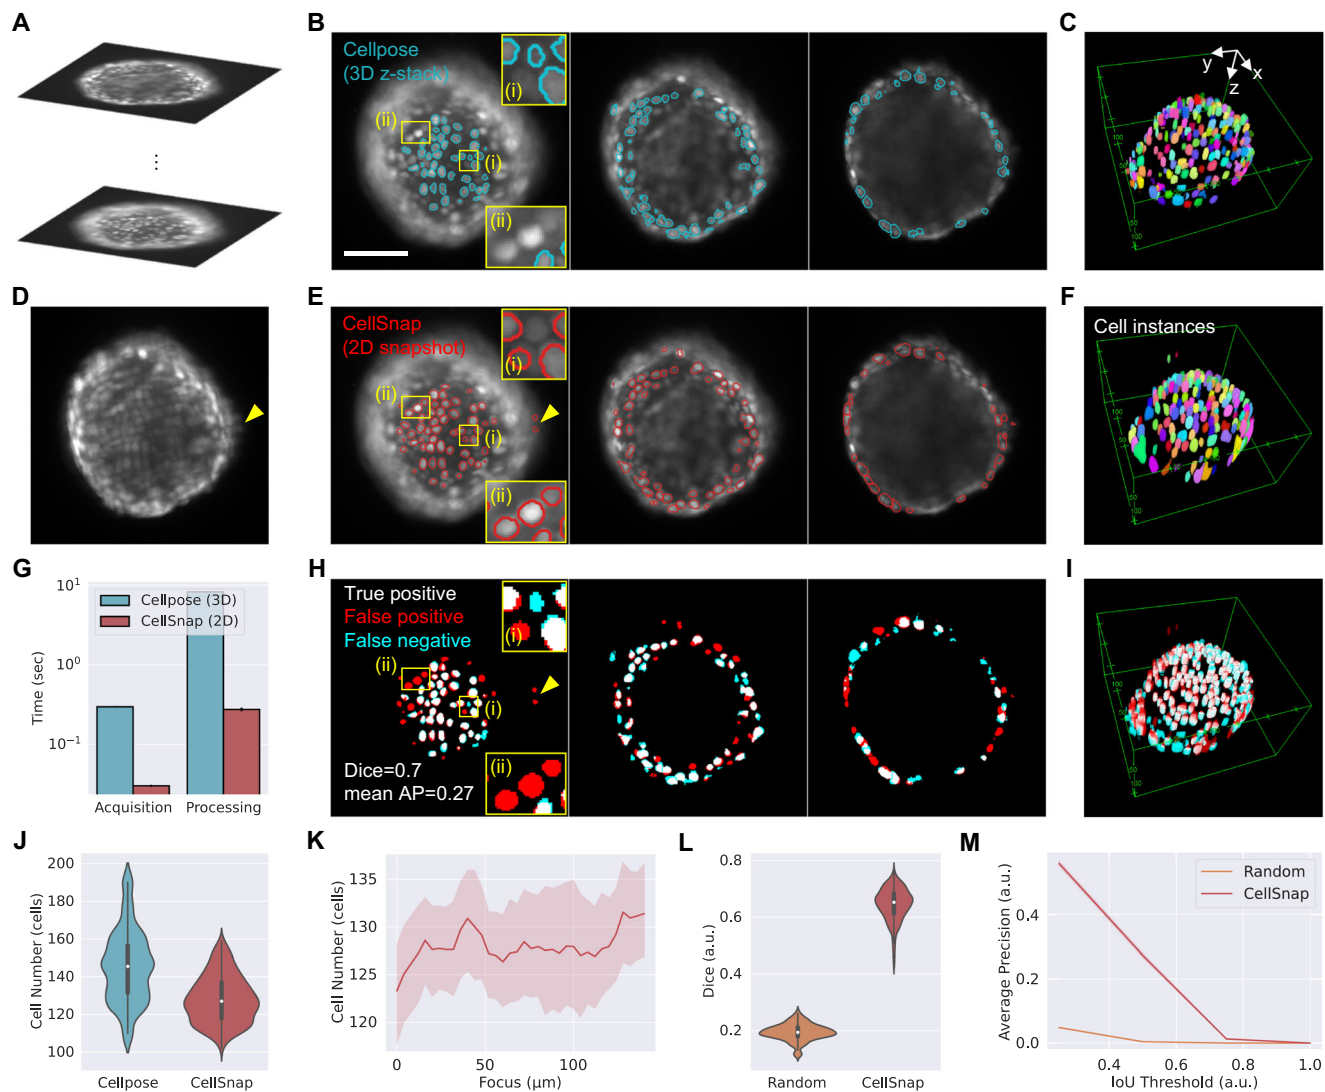 A
B
C
Cellpose
(3D z-stack)
(i)
(ii)
(i)
(ii)
y
x
z
D
E
F
CellSnap
(2D snapshot)
(i)
(ii)
(i)
(ii)
Cell instances
G
H
I
10¹
10⁰
10⁻¹
Time (sec)
Cellpose (3D)
CellSnap (2D)
Acquisition
Processing
True positive
False positive
False negative
(i)
(ii)
(i)
(ii)
Dice=0.7
mean AP=0.27
J
K
L
M
200
180
160
140
120
100
Cell Number (cells)
Cellpose
CellSnap
135
130
125
120
Cell Number (cells)
0
50
100
Focus (μm)
0.8
0.6
0.4
0.2
Dice (a.u.)
Random
CellSnap
Random
CellSnap
0.4
0.2
0.0
Average Precision (a.u.)
0.4
0.6
0.8
1.0
IoU Threshold (a.u.)